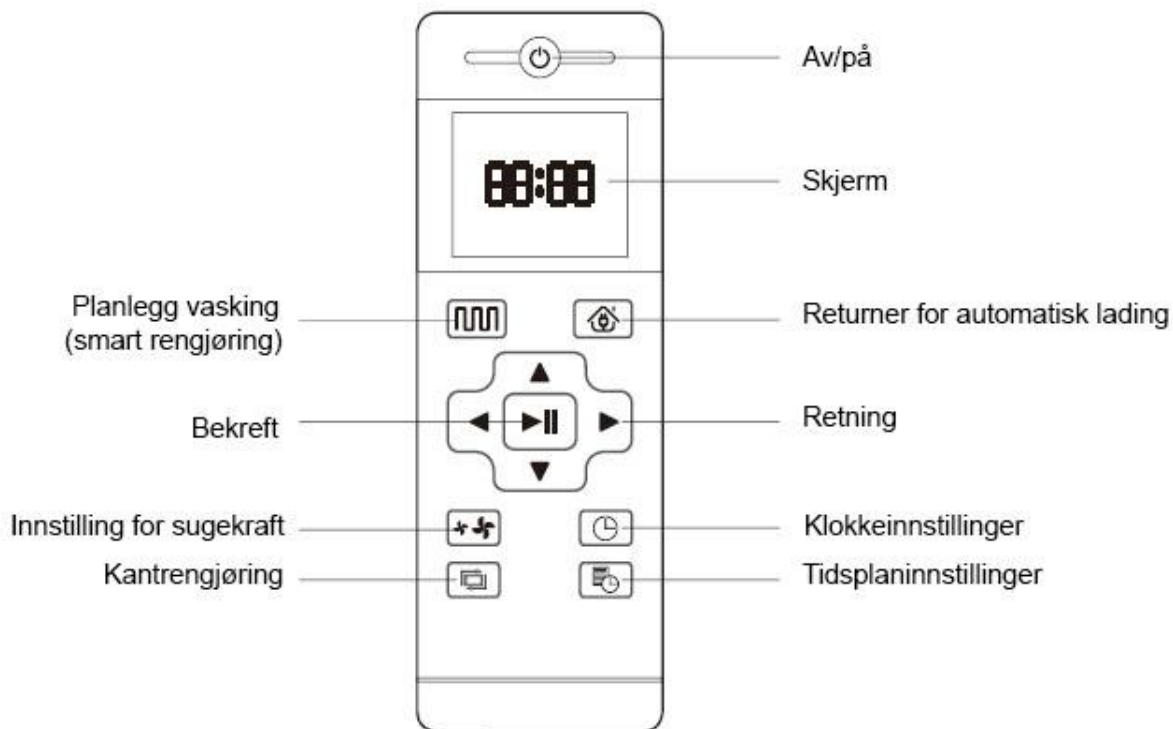 Av/på
88:88
Skjerm
Planlegg vasking
(smart rengjøring)
Returner for automatisk lading
Bekreft
Retning
Innstilling for sugekraft
Klokkeinnstillinger
Kantrengjøring
Tidsplaninnstillinger